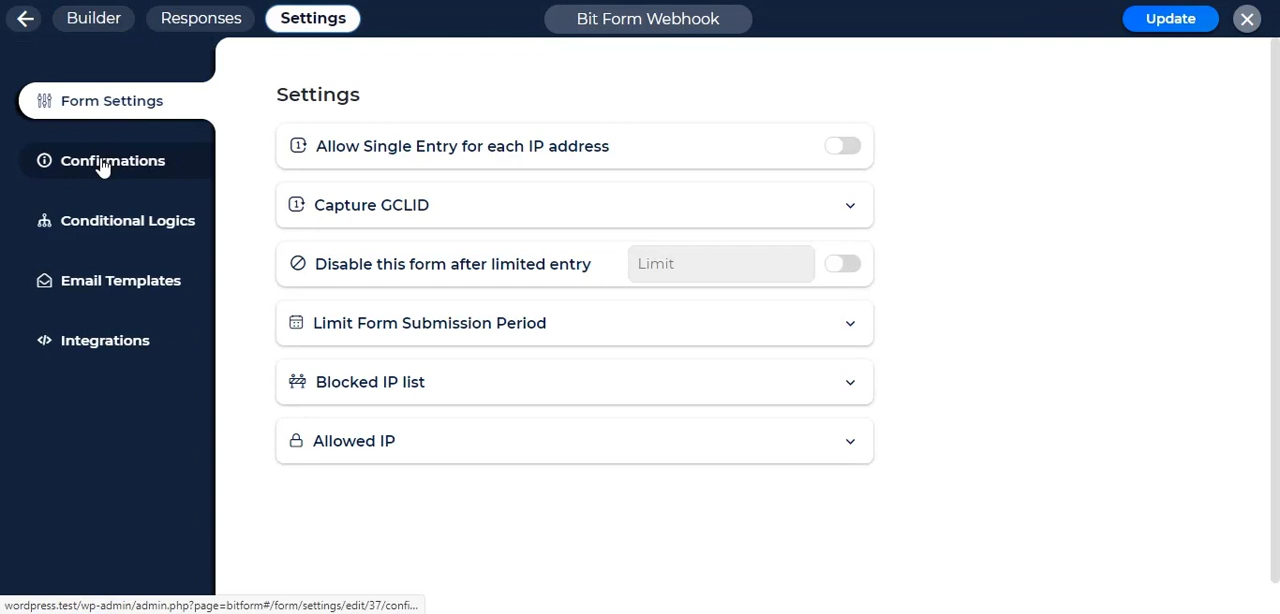 Builder
Responses
Settings
Bit Form Webhook
Update
Form Settings
Confirmations
Conditional Logics
Email Templates
Integrations
Settings
Allow Single Entry for each IP address
Capture GCLID
Disable this form after limited entry
Limit
Limit Form Submission Period
Blocked IP list
Allowed IP
wordpress.test/wp-admin/admin.php?page=bitform#/form/settings/edit/37/confi...